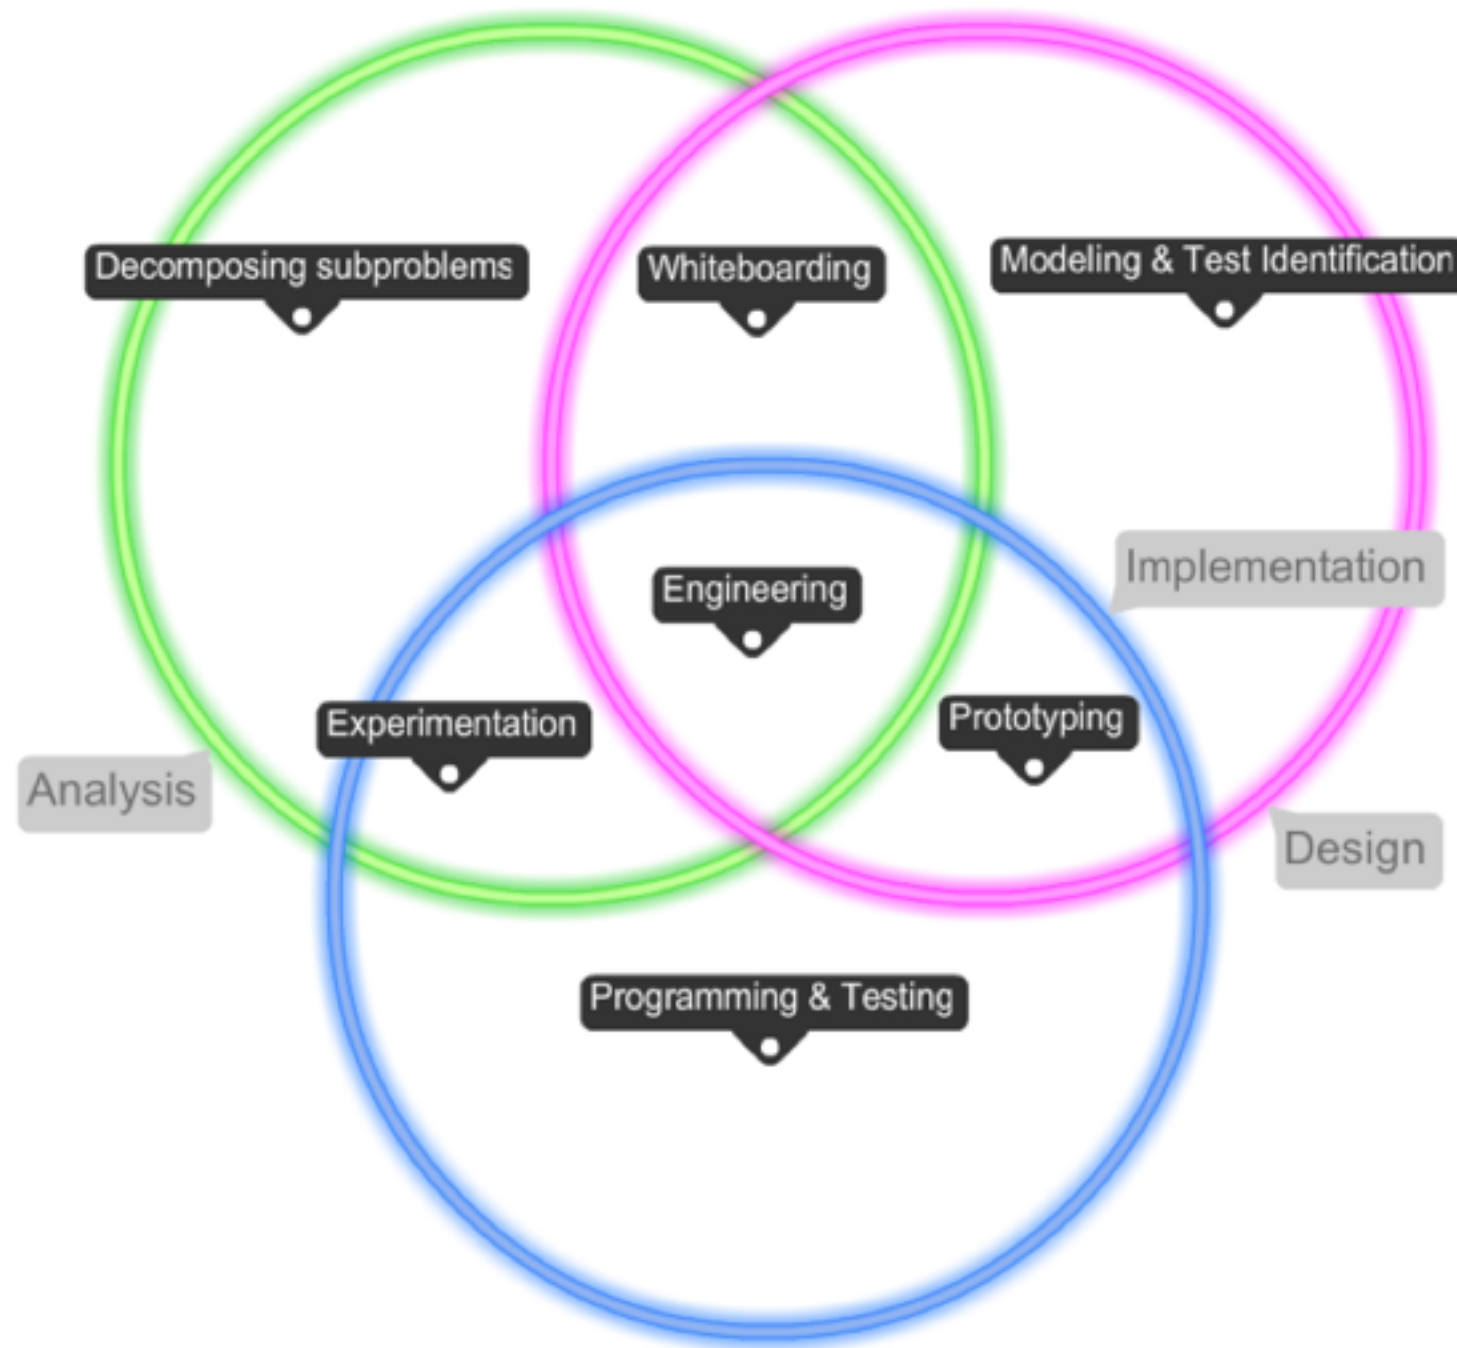 Decomposing subproblems
Whiteboarding
Modeling & Test Identification
Implementation
Engineering
Experimentation
Prototyping
Analysis
Design
Programming & Testing